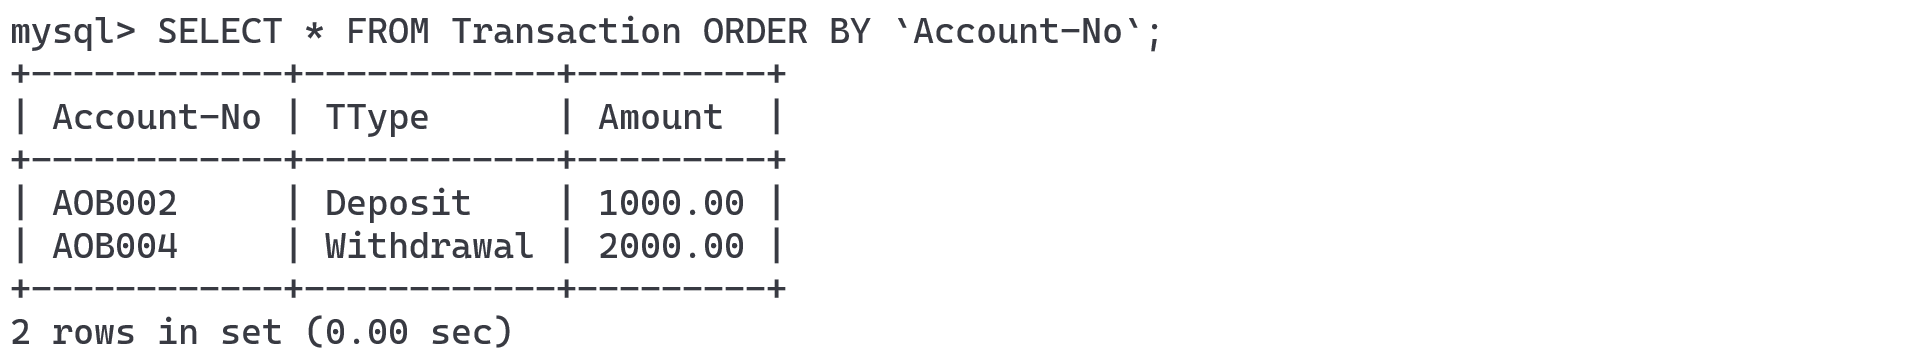 mysql> SELECT * FROM Transaction ORDER BY `Account-No`;
+------------+------------+---------+
| Account-No | TType      | Amount  |
+------------+------------+---------+
| AOB002     | Deposit    | 1000.00 |
| AOB004     | Withdrawal | 2000.00 |
+------------+------------+---------+
2 rows in set (0.00 sec)